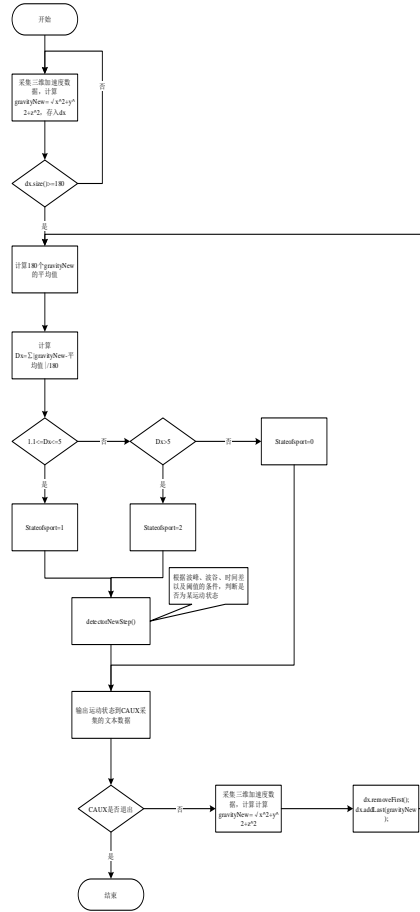 开始
采集三维加速度数
据，计算
gravityNew=√x^2+y^
2+z^2，存入dx
否
dx.size()>=180
是
计算180个gravityNew
的平均值
计算
Dx=∑|gravityNew-平
均值|/180
1.1<=Dx<=5
否
Dx>5
否
Stateofsport=0
是
是
Stateofsport=1
Stateofsport=2
根据波峰、波谷、时间差
以及阈值的条件，判断是
否为某运动状态
detectorNewStep()
输出运动状态到CAUX采
集的文本数据
CAUX是否退出
否
采集三维加速度数
据，计算计算
gravityNew=√x^2+y^
2+z^2
dx.removeFirst();
dx.addLast(gravityNew
);
是
结束